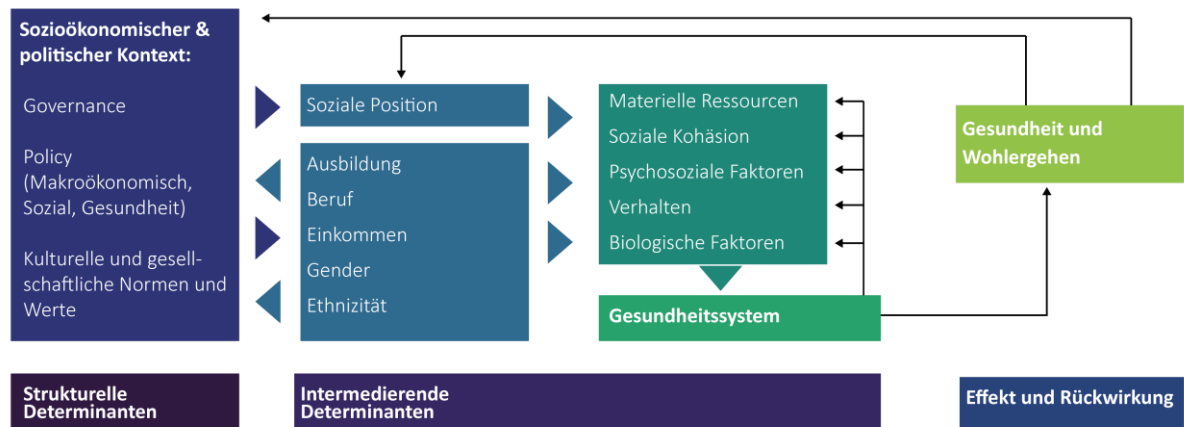 Sozioökonomischer &
politischer Kontext:
Governance
Policy
(Makroökonomisch,
Sozial, Gesundheit)
Kulturelle und gesell-
schaftliche Normen und
Werte
Soziale Position
Ausbildung
Beruf
Einkommen
Gender
Ethnizität
Materielle Ressourcen
Soziale Kohäsion
Psychosoziale Faktoren
Verhalten
Biologische Faktoren
Gesundheitssystem
Gesundheit und
Wohlergehen
Strukturelle
Determinanten
Intermedierende
Determinanten
Effekt und Rückwirkung